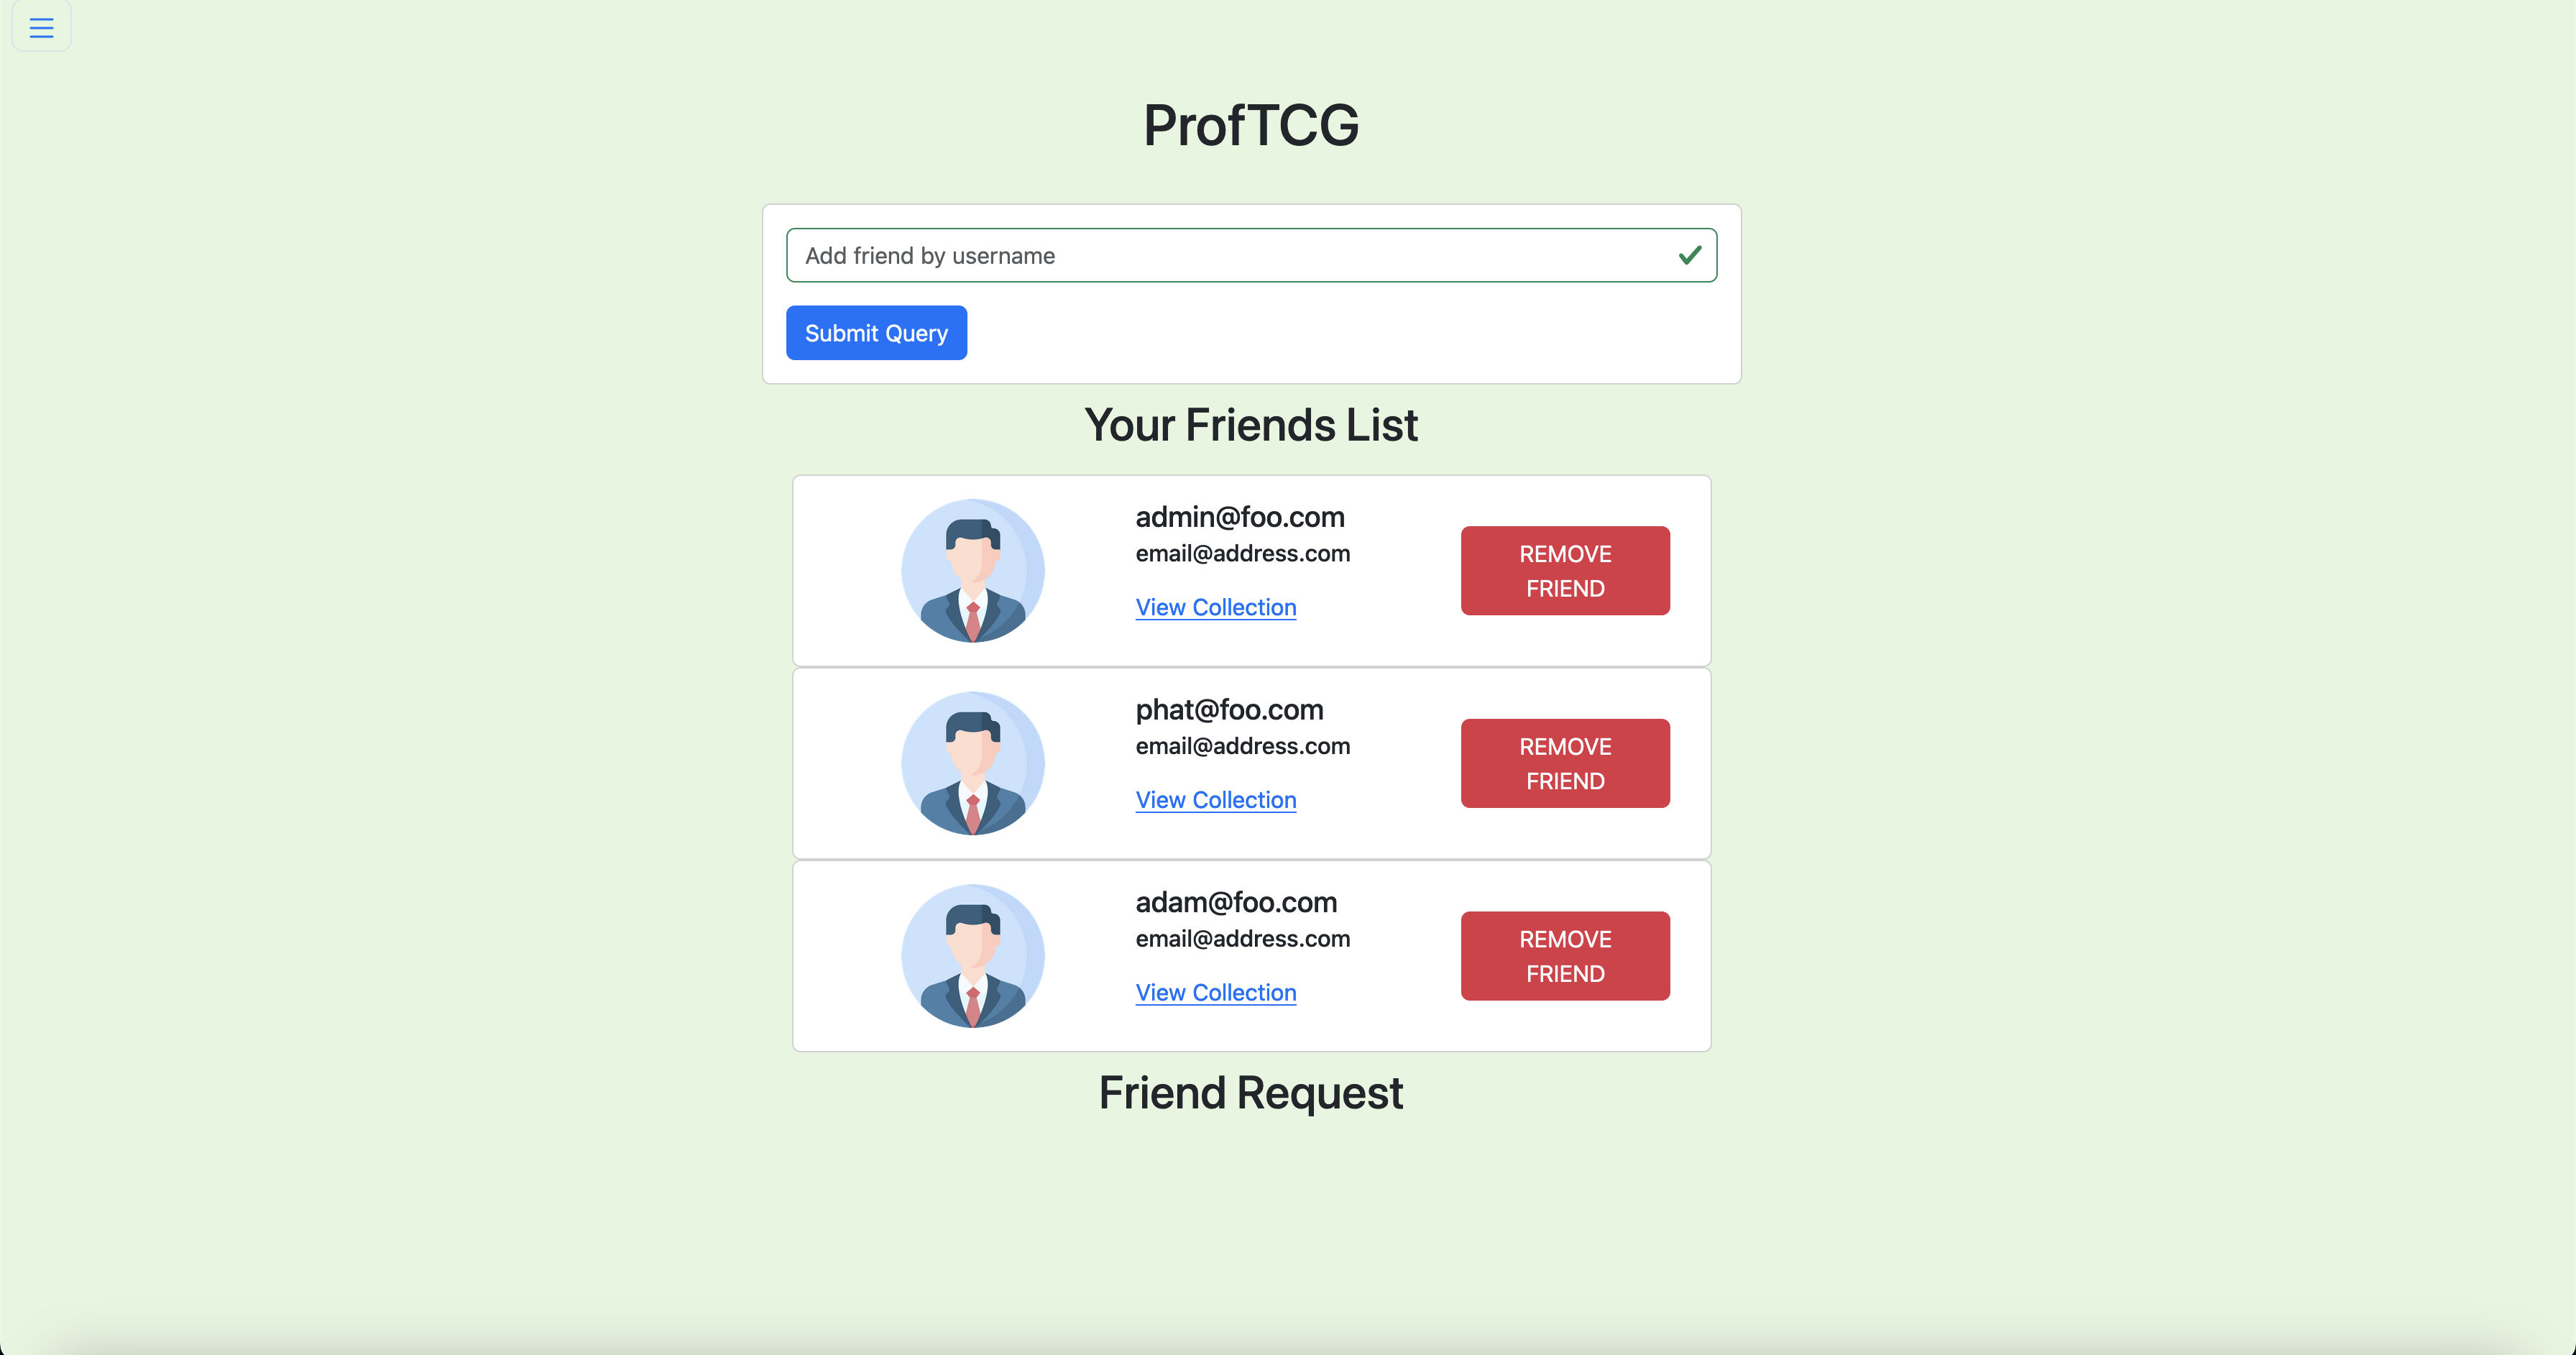 ProfTCG
Add friend by username
Submit Query
Your Friends List
admin@foo.com
email@address.com
View Collection
REMOVE
FRIEND
phat@foo.com
email@address.com
View Collection
REMOVE
FRIEND
adam@foo.com
email@address.com
View Collection
REMOVE
FRIEND
Friend Request